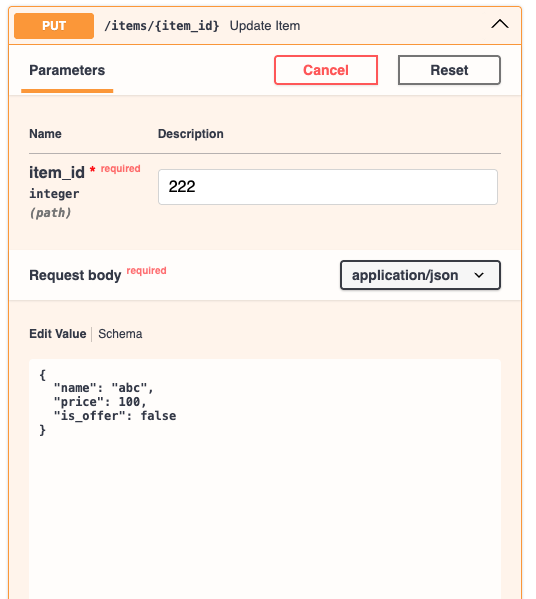 PUT /items/{item_id} Update Item
Parameters Cancel Reset
Name Description
item_id * required
integer
(path)
222
Request body required application/json
Edit Value Schema
{
  "name": "abc",
  "price": 100,
  "is_offer": false
}